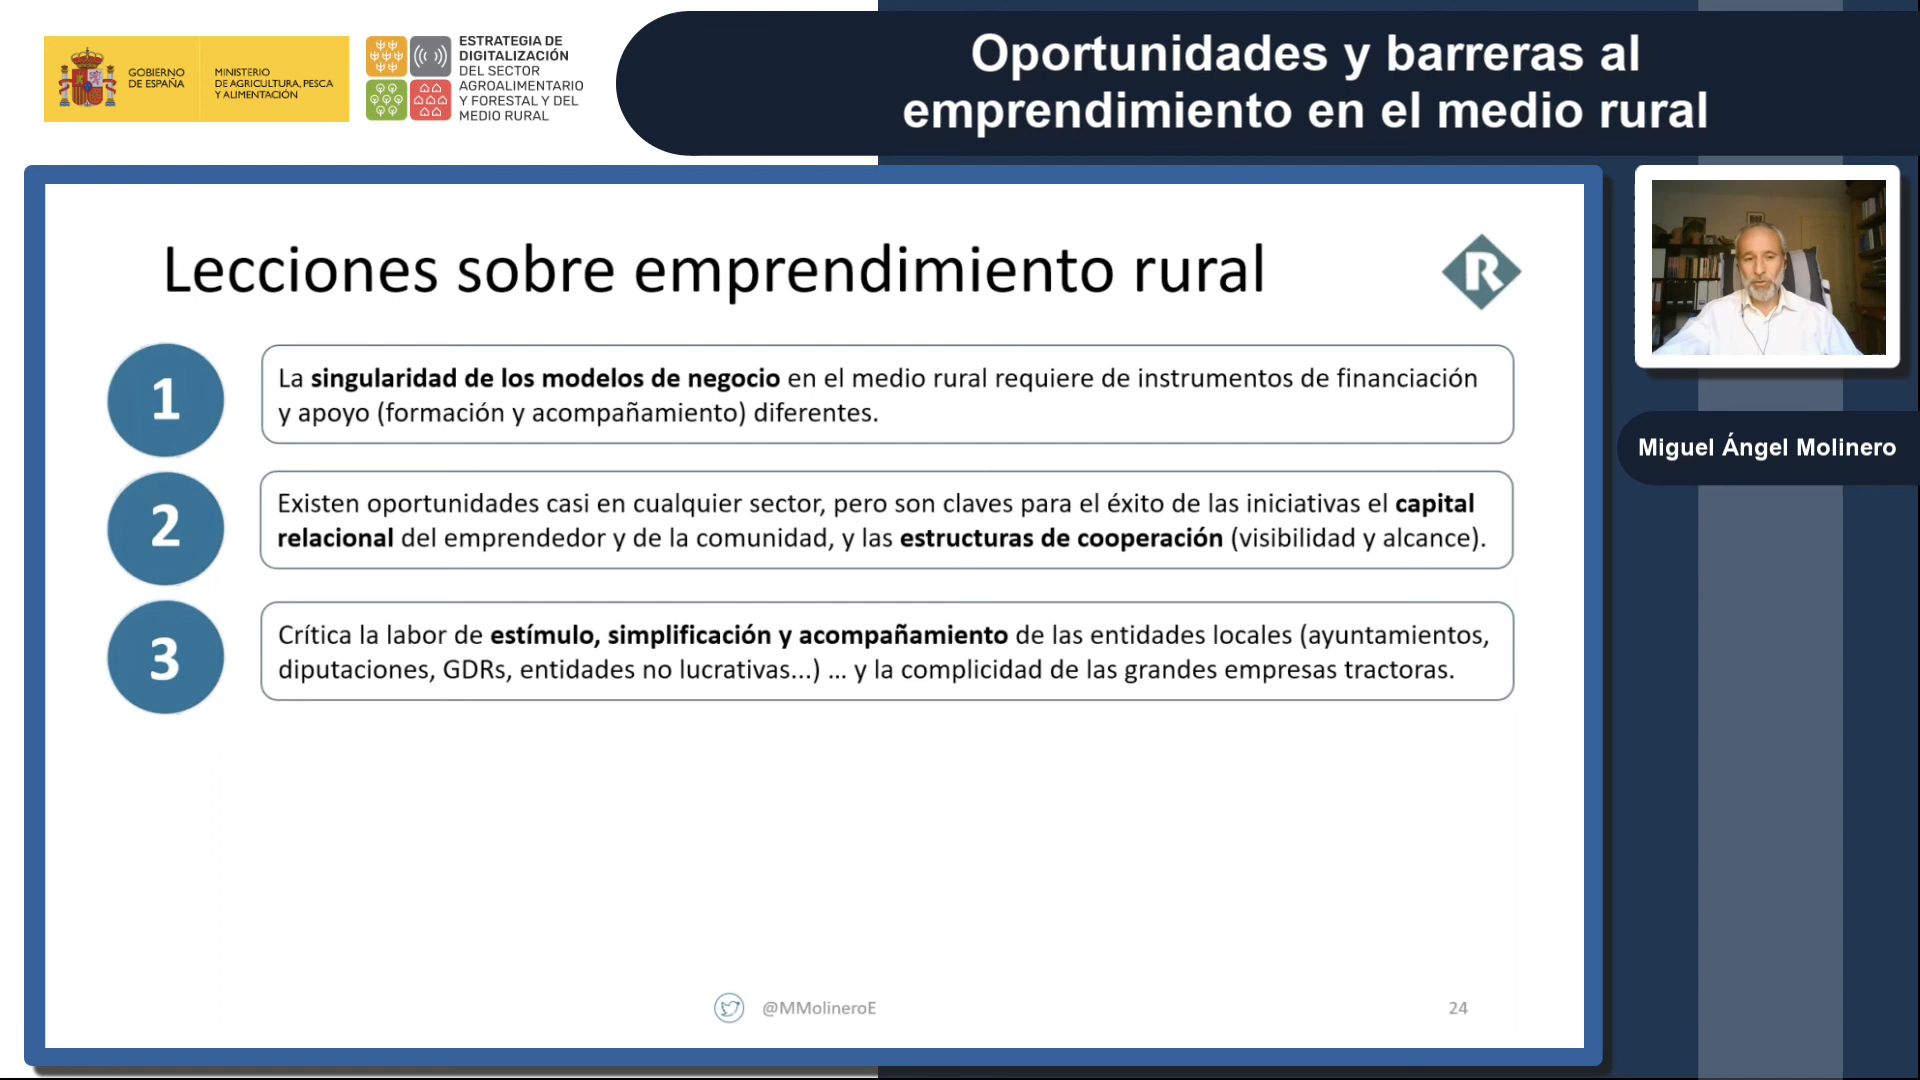 GOBIERNO
DE ESPAÑA
MINISTERIO
DE AGRICULTURA, PESCA
Y ALIMENTACIÓN
ESTRATEGIA DE
DIGITALIZACIÓN
DEL SECTOR
AGROALIMENTARIO
Y FORESTAL Y DEL
MEDIO RURAL
Oportunidades y barreras al
emprendimiento en el medio rural
Lecciones sobre emprendimiento rural
R
1
La singularidad de los modelos de negocio en el medio rural requiere de instrumentos de financiación
y apoyo (formación y acompañamiento) diferentes.
2
Existen oportunidades casi en cualquier sector, pero son claves para el éxito de las iniciativas el capital
relacional del emprendedor y de la comunidad, y las estructuras de cooperación (visibilidad y alcance).
3
Crítica la labor de estímulo, simplificación y acompañamiento de las entidades locales (ayuntamientos,
diputaciones, GDRs, entidades no lucrativas...) ... y la complicidad de las grandes empresas tractoras.
@MMolineroE
24
Miguel Ángel Molinero